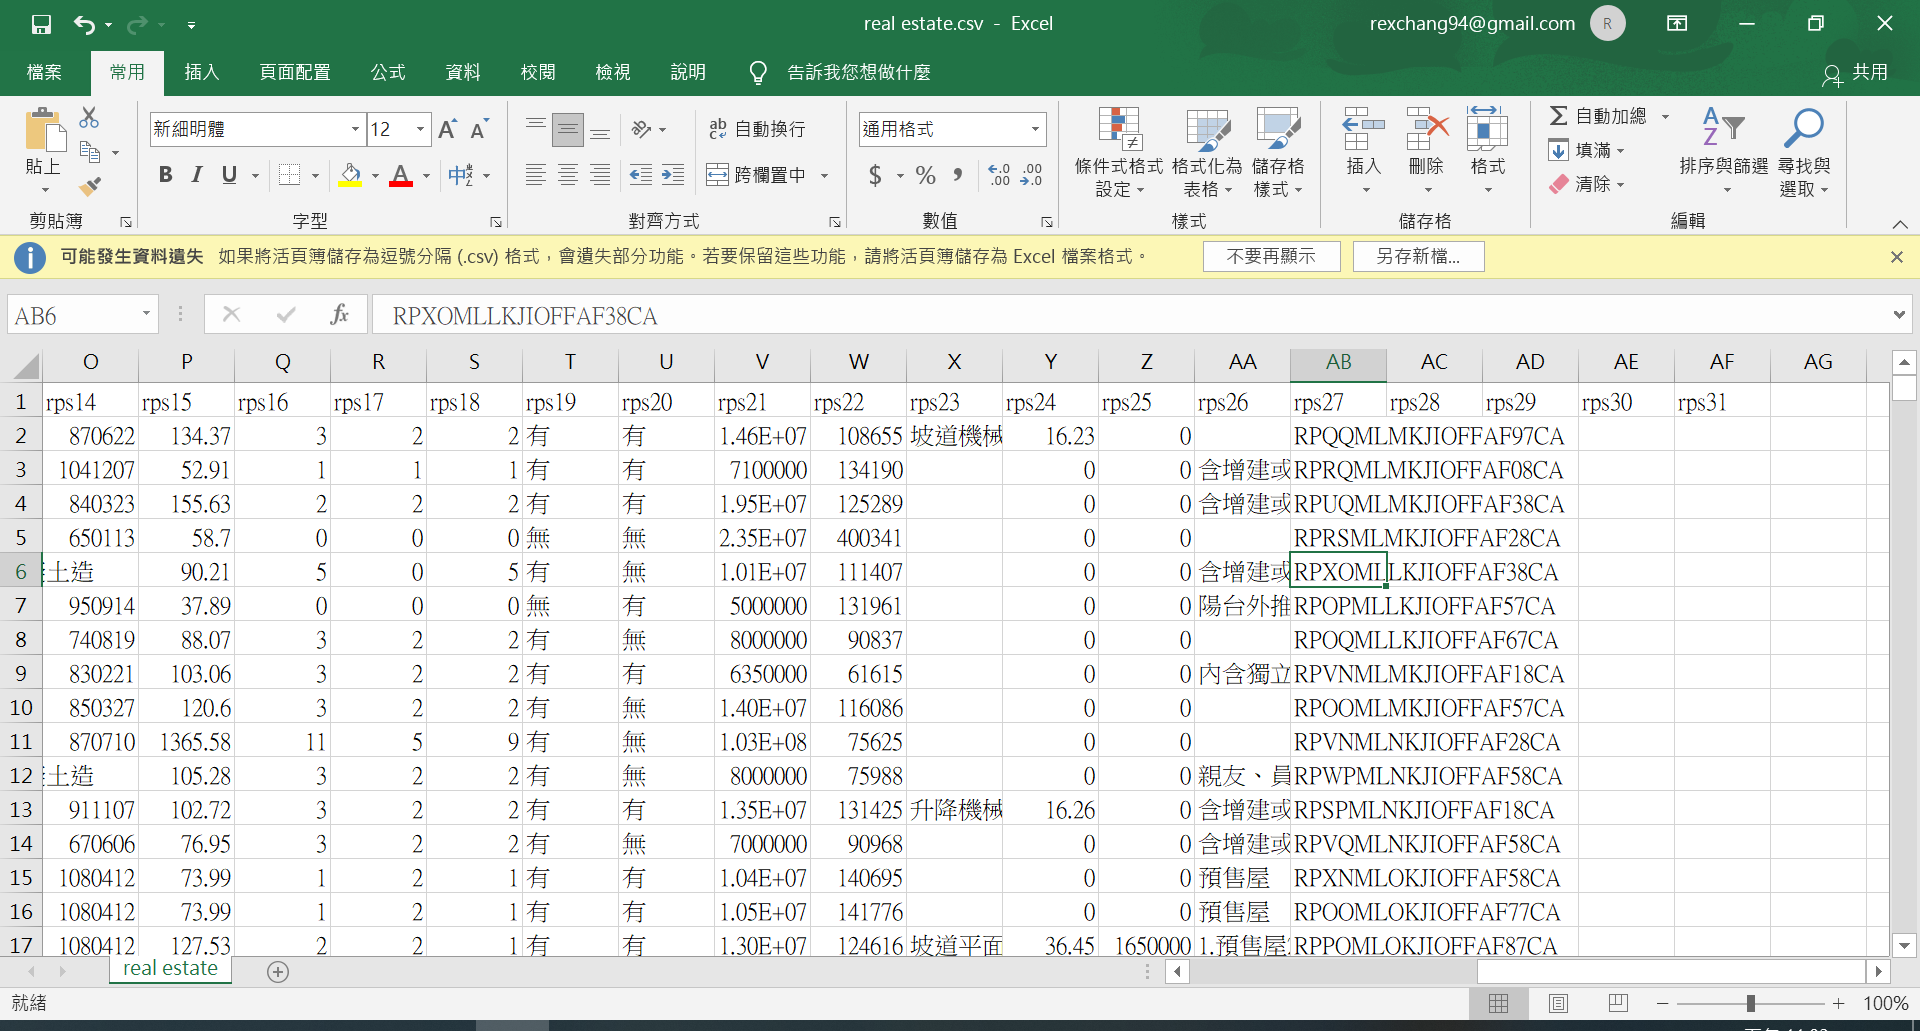 real estate.csv - Excel
rexchang94@gmail.com
R
檔案 常用 插入 頁面配置 公式 資料 校閱 檢視 說明 告訴我您想做什麼 共用
貼上
剪貼簿
新細明體 12
B I U A
字型
自動換行
跨欄置中
對齊方式
通用格式
$ % ,
數值
條件式格式設定
格式化為表格
儲存格樣式
樣式
插入 刪除 格式
儲存格
自動加總
填滿
清除
排序與篩選
尋找與選取
編輯
可能發生資料遺失 如果將活頁簿儲存為逗號分隔 (.csv) 格式，會遺失部分功能。若要保留這些功能，請將活頁簿儲存為 Excel 檔案格式。 不要再顯示 另存新檔...
AB6 fx RPXOMLLKJIOFFAF38CA
O P Q R S T U V W X Y Z AA AB AC AD AE AF AG
1 rps14 rps15 rps16 rps17 rps18 rps19 rps20 rps21 rps22 rps23 rps24 rps25 rps26 rps27 rps28 rps29 rps30 rps31
2 870622 134.37 3 2 2 有 有 1.46E+07 108655 坡道機械 16.23 0 RPQQMLMKJIOFFAF97CA
3 1041207 52.91 1 1 1 有 有 7100000 134190 0 0 含增建或 RPRQMLMKJIOFFAF08CA
4 840323 155.63 2 2 2 有 有 1.95E+07 125289 0 0 含增建或 RPUQMLMKJIOFFAF38CA
5 650113 58.7 0 0 0 無 無 2.35E+07 400341 0 0 RPRSMLMKJIOFFAF28CA
6 土造 90.21 5 0 5 有 無 1.01E+07 111407 0 0 含增建或 RPXOMLLKJIOFFAF38CA
7 950914 37.89 0 0 0 無 有 5000000 131961 0 0 陽台外推 RPOPMLLKJIOFFAF57CA
8 740819 88.07 3 2 2 有 無 8000000 90837 0 0 RPOQMLLKJIOFFAF67CA
9 830221 103.06 3 2 2 有 有 6350000 61615 0 0 內含獨立 RPVNMLMKJIOFFAF18CA
10 850327 120.6 3 2 2 有 無 1.40E+07 116086 0 0 RPOOMLMKJIOFFAF57CA
11 870710 1365.58 11 5 9 有 無 1.03E+08 75625 0 0 RPVNMLNKJIOFFAF28CA
12 土造 105.28 3 2 2 有 無 8000000 75988 0 0 親友、員 RPWPMLNKJIOFFAF58CA
13 911107 102.72 3 2 2 有 有 1.35E+07 131425 升降機械 16.26 0 含增建或 RPSPMLNKJIOFFAF18CA
14 670606 76.95 3 2 2 有 無 7000000 90968 0 0 含增建或 RPVQMLNKJIOFFAF58CA
15 1080412 73.99 1 2 1 有 有 1.04E+07 140695 0 0 預售屋 RPXNMLOKJIOFFAF58CA
16 1080412 73.99 1 2 1 有 有 1.05E+07 141776 0 0 預售屋 RPOOMLOKJIOFFAF77CA
17 1080412 127.53 2 2 1 有 有 1.30E+07 124616 坡道平面 36.45 1650000 1.預售屋 RPPOMLOKJIOFFAF87CA
real estate
就緒 100%